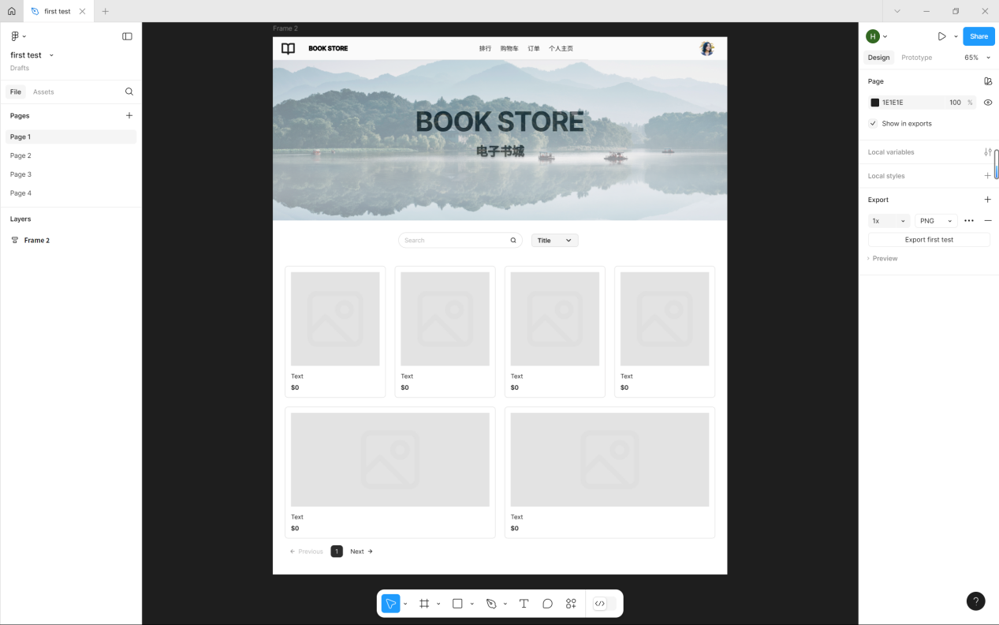 first test
Frame 2
first test
Drafts
File
Assets
Pages
Page 1
Page 2
Page 3
Page 4
Layers
Frame 2
BOOK STORE
排行 购物车 订单 个人主页
BOOK STORE
电子书城
Search
Title
Text
$0
Text
$0
Text
$0
Text
$0
Text
$0
Text
$0
← Previous 1 Next →
H
Share
Design
Prototype
65%
Page
1E1E1E 100 %
Show in exports
Local variables
Local styles
Export
1x
PNG
Export first test
Preview
?